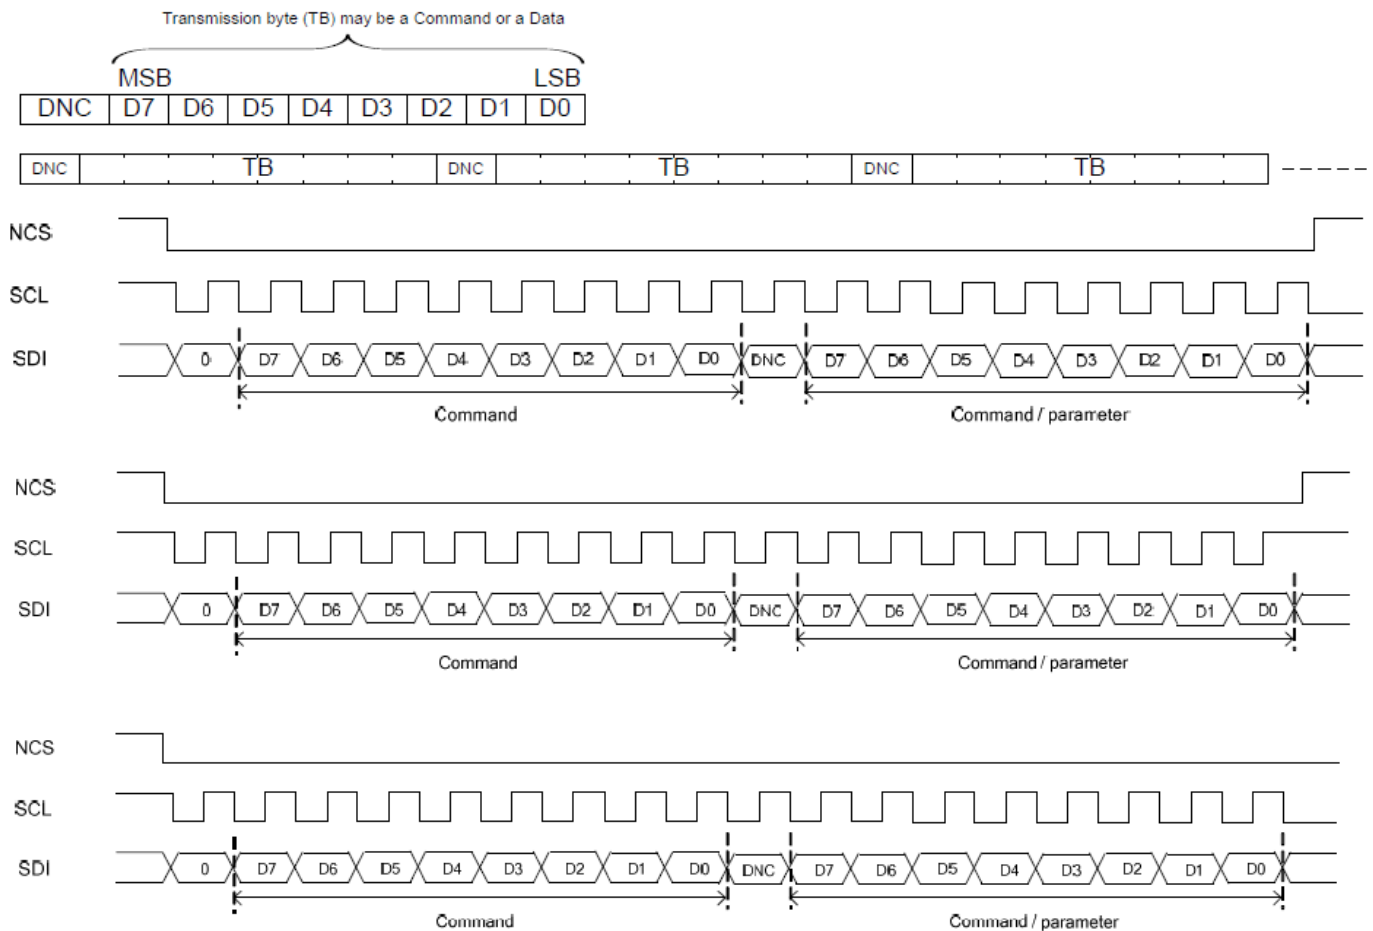 Transmission byte (TB) may be a Command or a Data
MSB LSB
DNC D7 D6 D5 D4 D3 D2 D1 D0
DNC TB DNC TB DNC TB
NCS
SCL
SDI 0 D7 D6 D5 D4 D3 D2 D1 D0 DNC D7 D6 D5 D4 D3 D2 D1 D0
Command Command / parameter
NCS
SCL
SDI 0 D7 D6 D5 D4 D3 D2 D1 D0 DNC D7 D6 D5 D4 D3 D2 D1 D0
Command Command / parameter
NCS
SCL
SDI 0 D7 D6 D5 D4 D3 D2 D1 D0 DNC D7 D6 D5 D4 D3 D2 D1 D0
Command Command / parameter